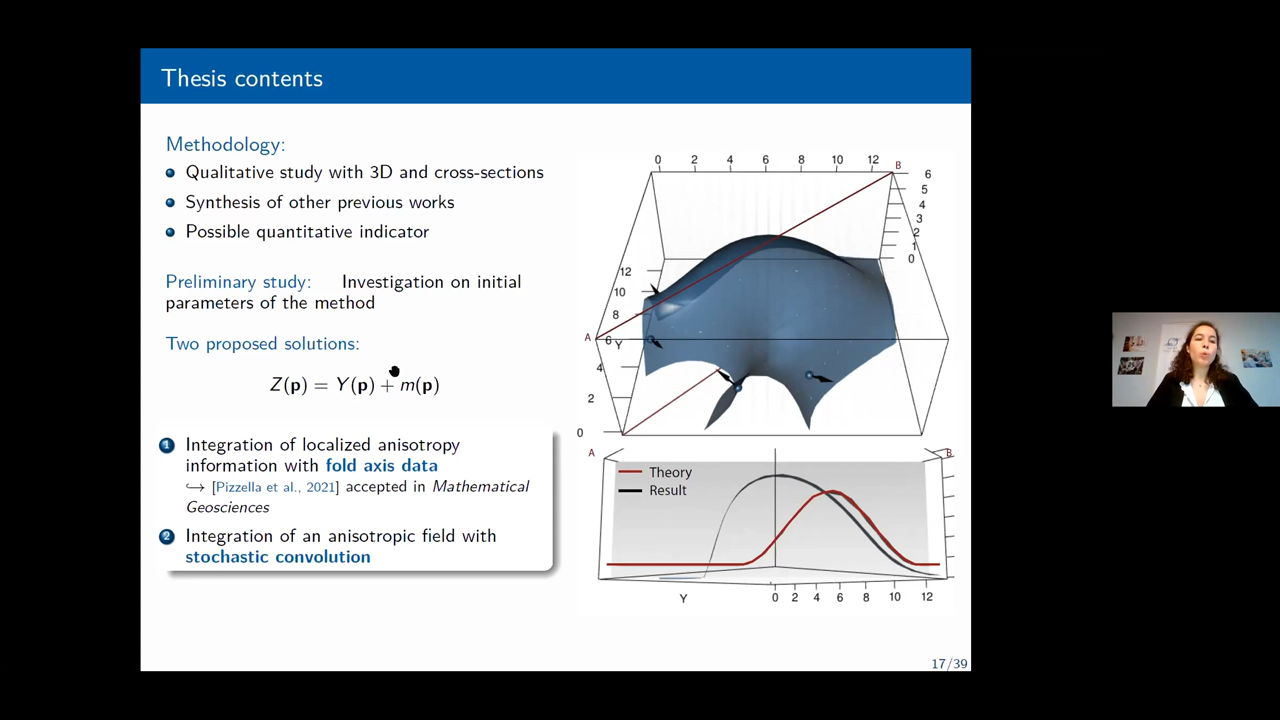 Thesis contents
Methodology:
Qualitative study with 3D and cross-sections
Synthesis of other previous works
Possible quantitative indicator
Preliminary study: Investigation on initial
parameters of the method
Two proposed solutions:
Z(p) = Y(p) + m(p)
1 Integration of localized anisotropy
information with fold axis data
↪ [Pizzella et al., 2021] accepted in Mathematical
Geosciences
2 Integration of an anisotropic field with
stochastic convolution
0 2 4 6 8 10 12
B
6
5
4
3
2
1
0
12
10
8
A
6
Y
4
2
0
A
B
Theory
Result
Y
0 2 4 6 8 10 12
17/39